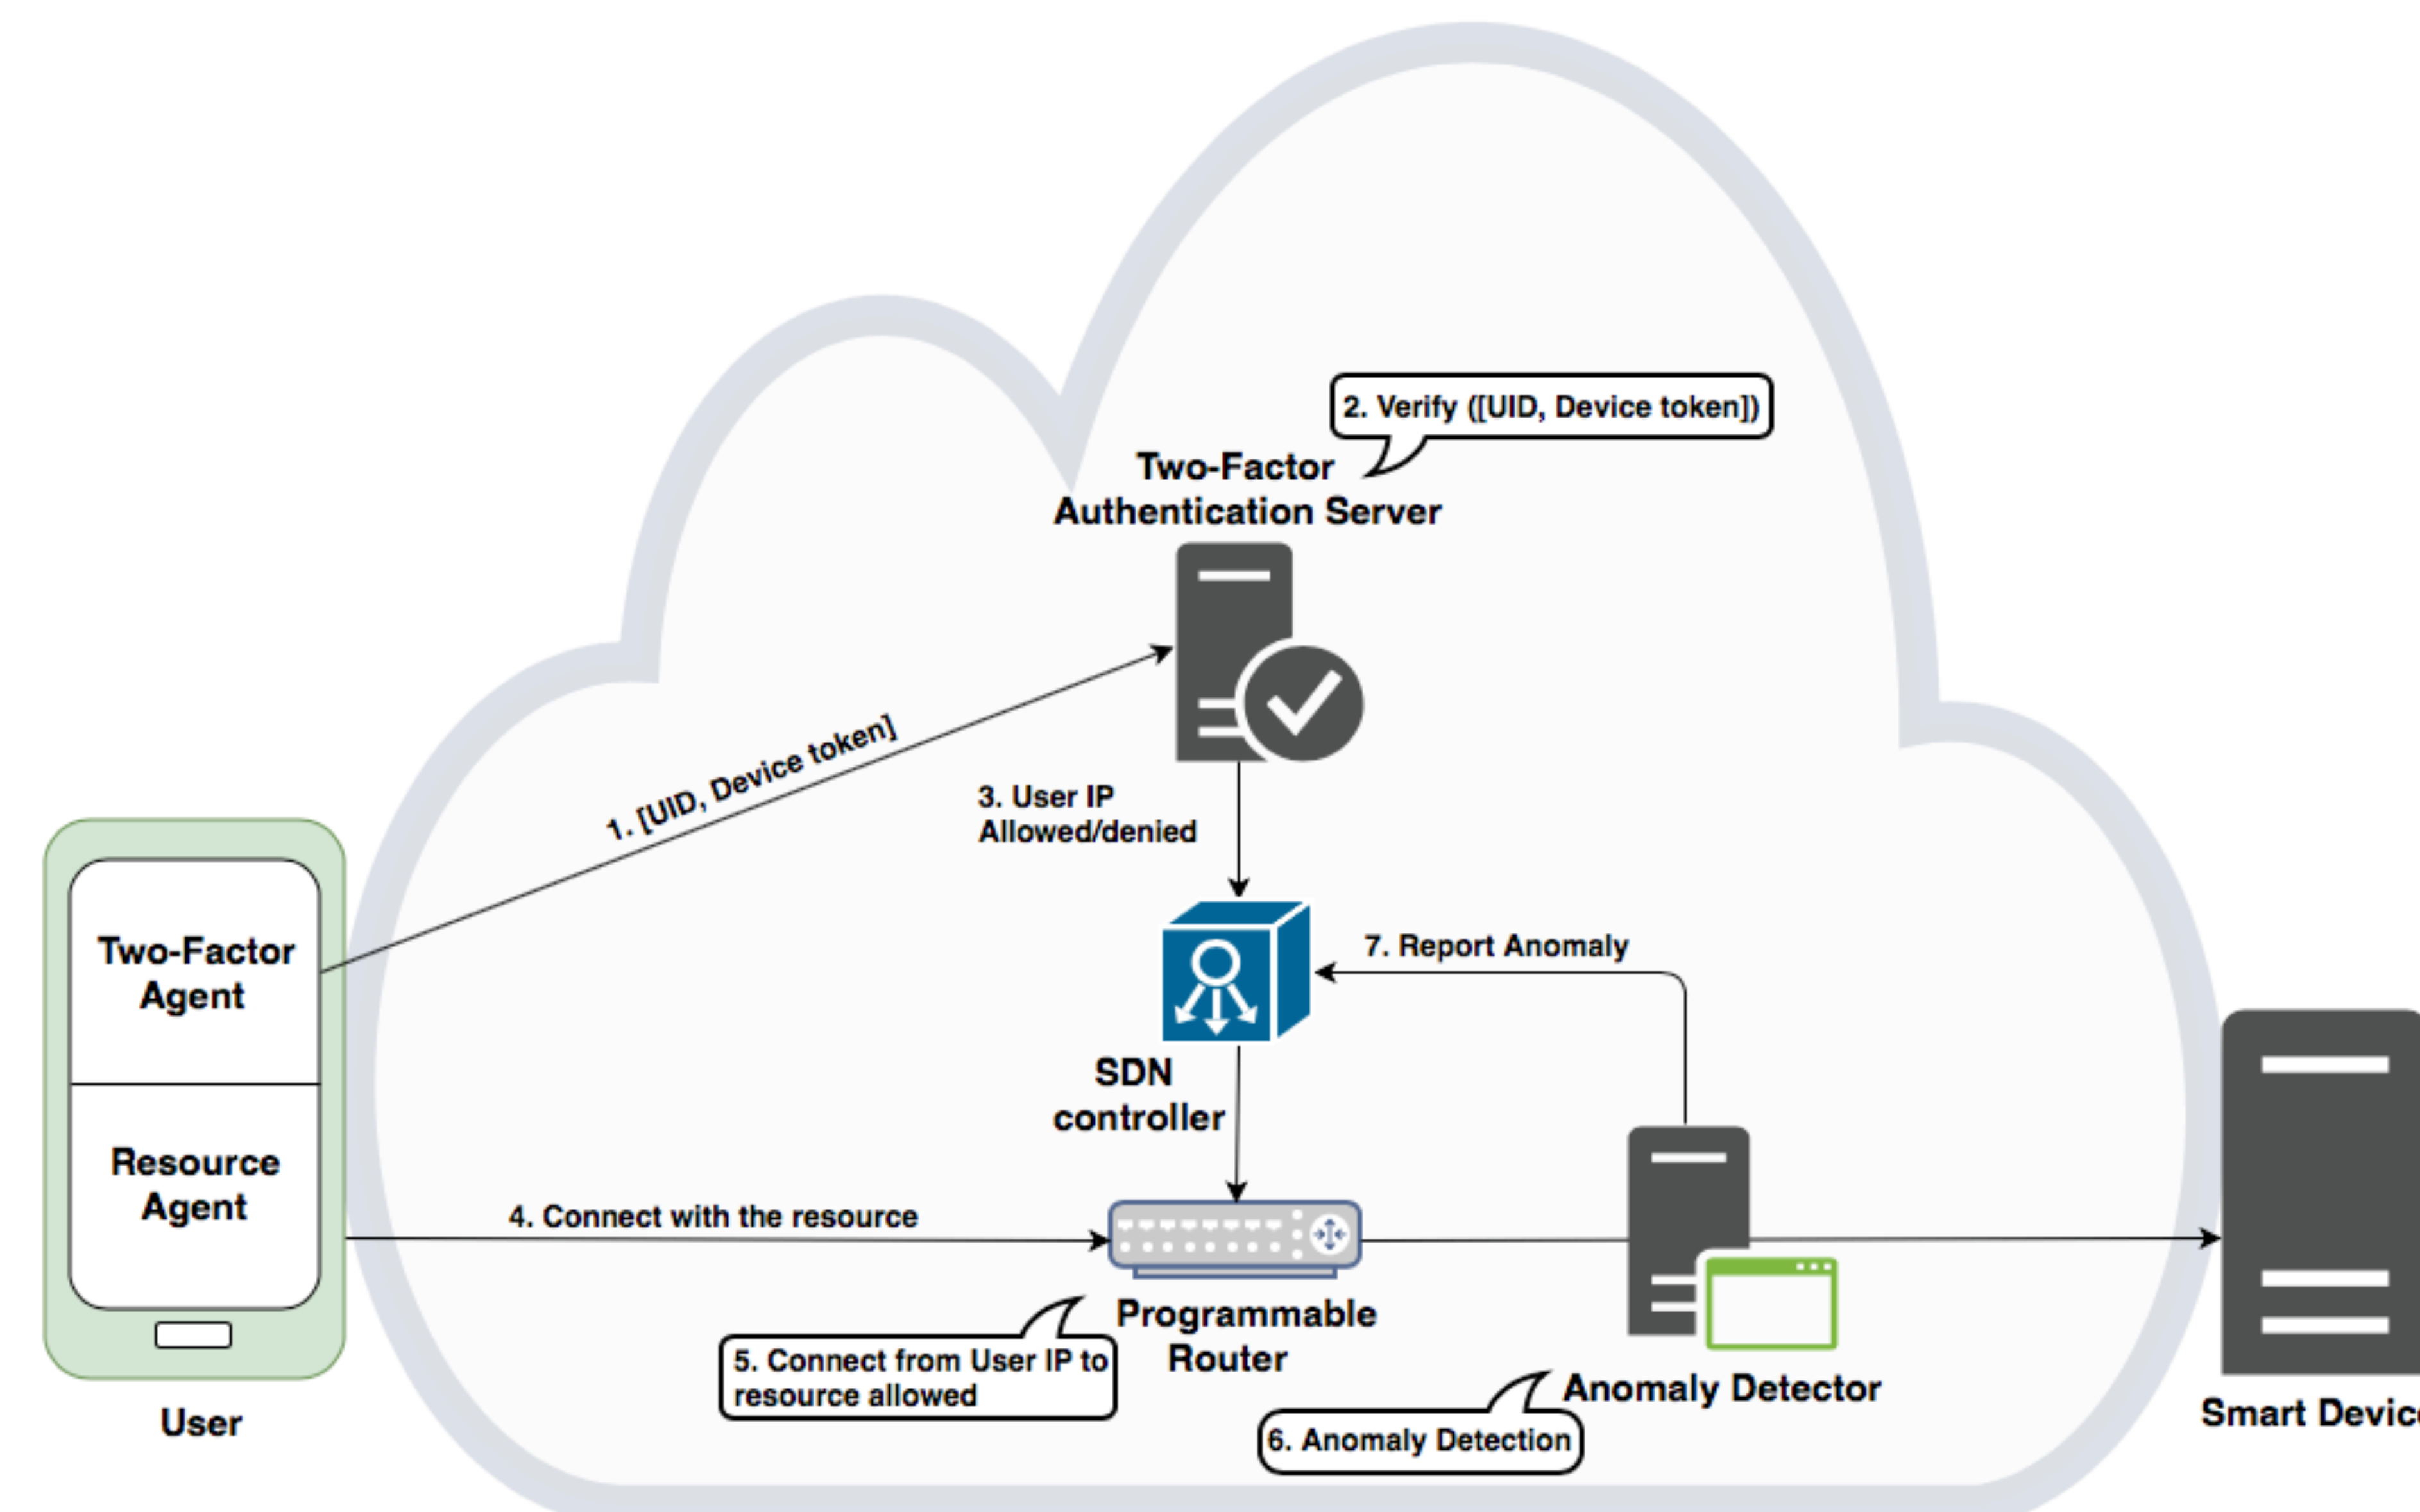 2. Verify ([UID, Device token])
Two-Factor
Authentication Server
1. [UID, Device token]
3. User IP
Allowed/denied
Two-Factor
Agent
7. Report Anomaly
SDN
controller
Resource
Agent
4. Connect with the resource
Programmable
Router
5. Connect from User IP to
resource allowed
Anomaly Detector
6. Anomaly Detection
User
Smart